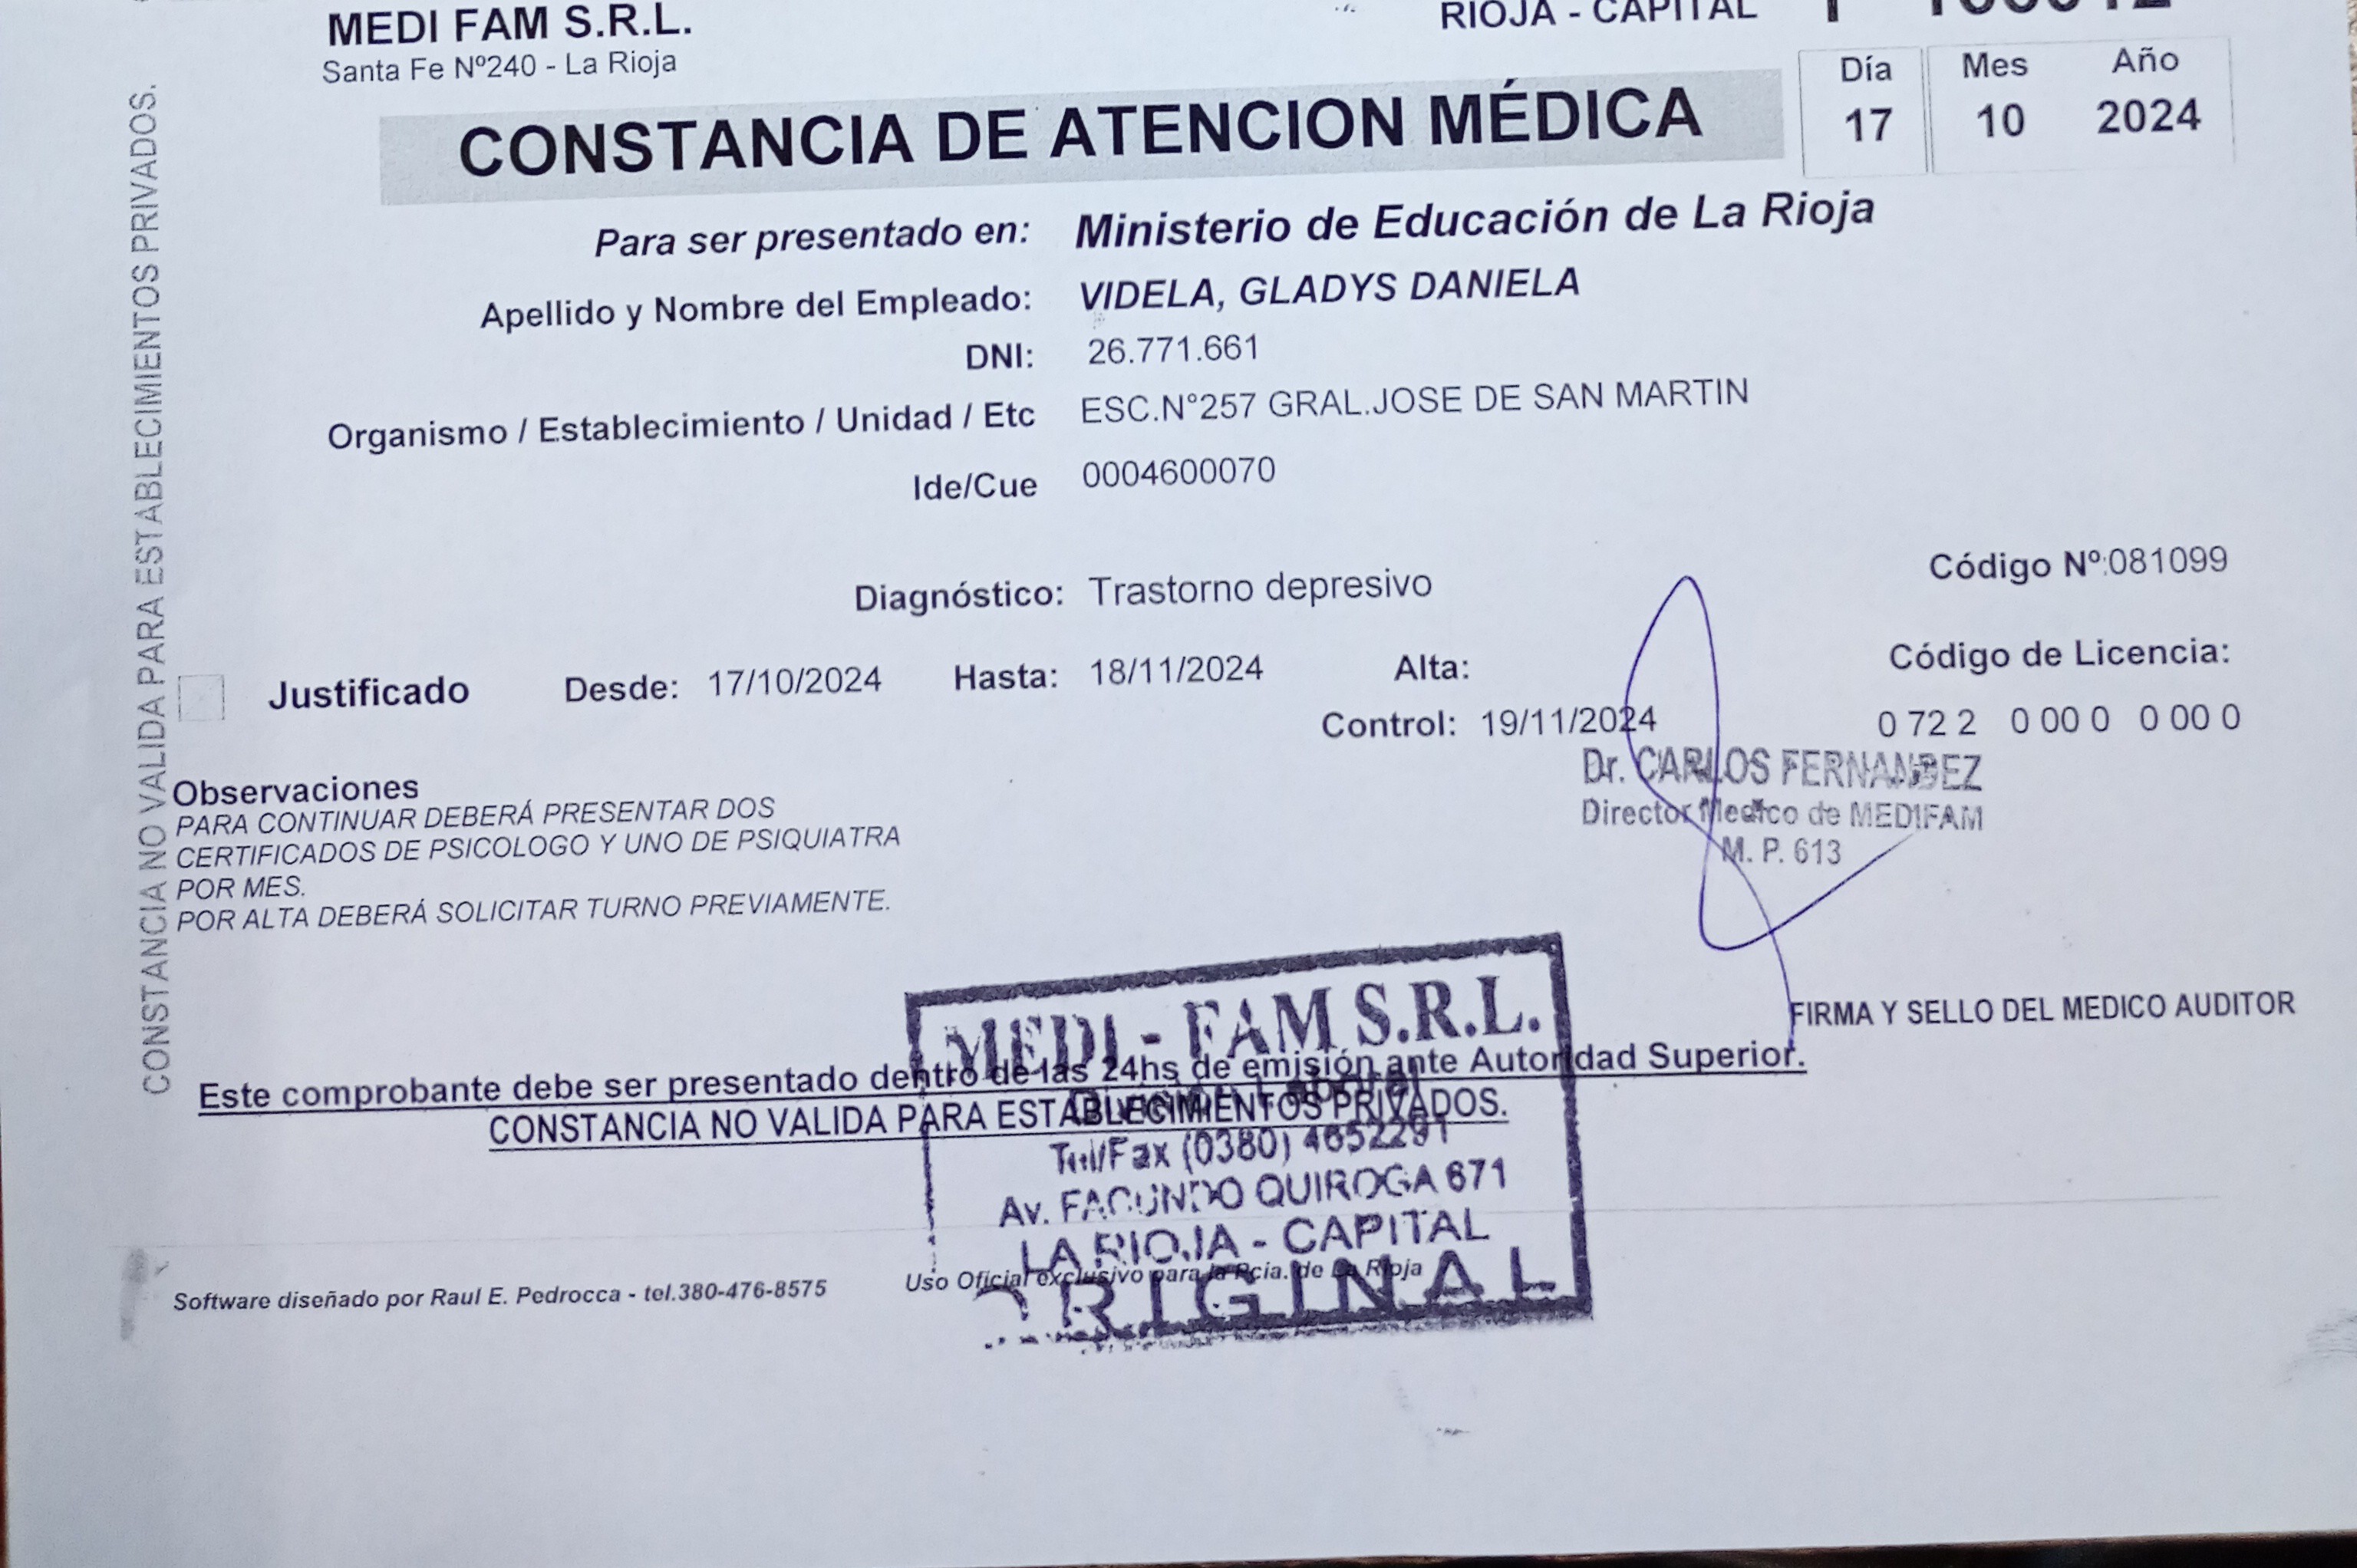 MEDI FAM S.R.L.
Santa Fe Nº240 - La Rioja
RIOJA - CAPITAL
CONSTANCIA DE ATENCION MÉDICA
Día Mes Año
17 10 2024
Para ser presentado en: Ministerio de Educación de La Rioja
Apellido y Nombre del Empleado: VIDELA, GLADYS DANIELA
DNI: 26.771.661
Organismo / Establecimiento / Unidad / Etc ESC.N°257 GRAL.JOSE DE SAN MARTIN
Ide/Cue 0004600070
Código Nº:081099
Diagnóstico: Trastorno depresivo
Código de Licencia:
Justificado Desde: 17/10/2024 Hasta: 18/11/2024 Alta:
Control: 19/11/2024 0 72 2 0 00 0 0 00 0
Dr. CARLOS FERNANDEZ
Director Medico de MEDIFAM
M. P. 613
Observaciones
PARA CONTINUAR DEBERÁ PRESENTAR DOS
CERTIFICADOS DE PSICOLOGO Y UNO DE PSIQUIATRA
POR MES.
POR ALTA DEBERÁ SOLICITAR TURNO PREVIAMENTE.
FIRMA Y SELLO DEL MEDICO AUDITOR
MEDI - FAM S.R.L.
Este comprobante debe ser presentado dentro de las 24hs de emisión ante Autoridad Superior.
CONSTANCIA NO VALIDA PARA ESTABLECIMIENTOS PRIVADOS.
Tel/Fax (0380) 4652291
Av. FACUNDO QUIROGA 671
LA RIOJA - CAPITAL
ORIGINAL
Software diseñado por Raul E. Pedrocca - tel.380-476-8575
Uso Oficial exclusivo para la Pcia. de La Rioja
CONSTANCIA NO VALIDA PARA ESTABLECIMIENTOS PRIVADOS.